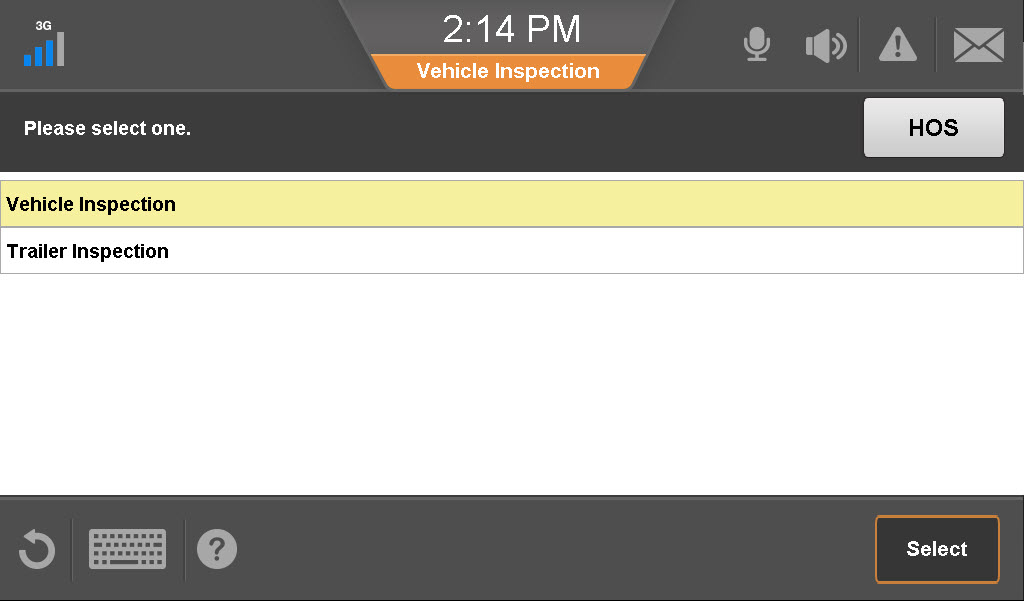 3G
2:14 PM
Vehicle Inspection
Please select one.
HOS
Vehicle Inspection
Trailer Inspection
?
Select